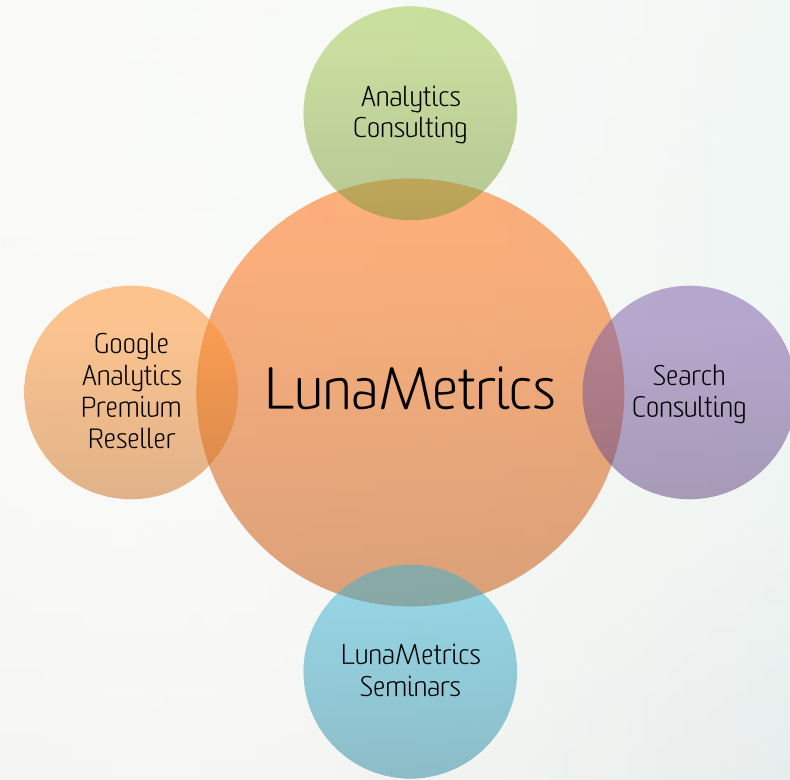 Analytics
Consulting
Google
Analytics
Premium
Reseller
LunaMetrics
Search
Consulting
LunaMetrics
Seminars